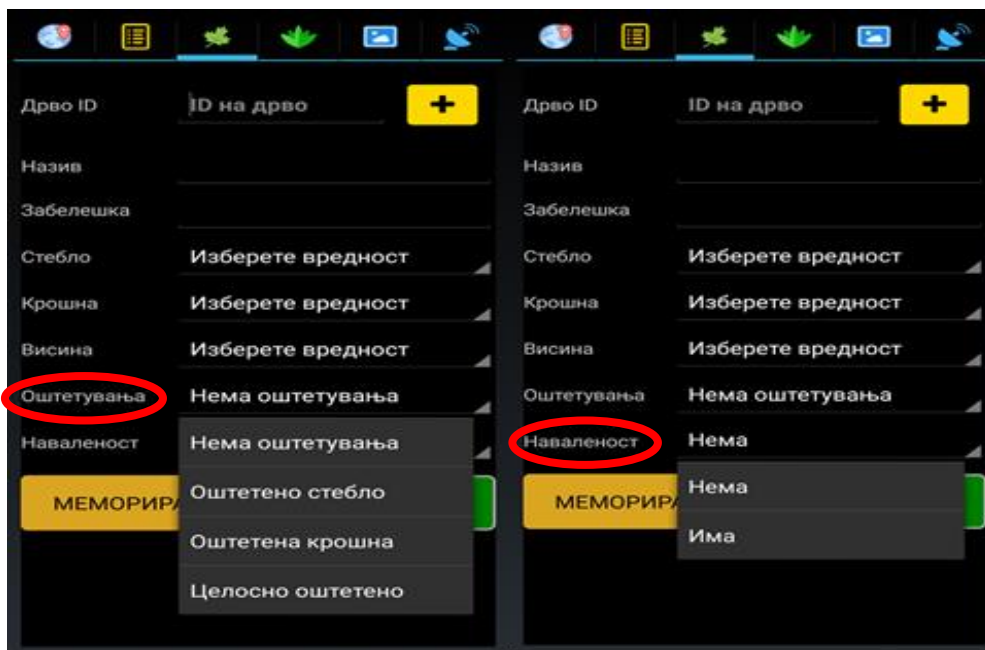 Дрво ID
ID на дрво
Назив
Забелешка
Стебло
Изберете вредност
Крошна
Изберете вредност
Висина
Изберете вредност
Оштетувања
Нема оштетувања
Наваленост
Нема оштетувања
Оштетено стебло
Оштетена крошна
Целосно оштетено
МЕМОРИРА
Дрво ID
ID на дрво
Назив
Забелешка
Стебло
Изберете вредност
Крошна
Изберете вредност
Висина
Изберете вредност
Оштетувања
Нема оштетувања
Наваленост
Нема
Нема
Има
МЕМОРИРА